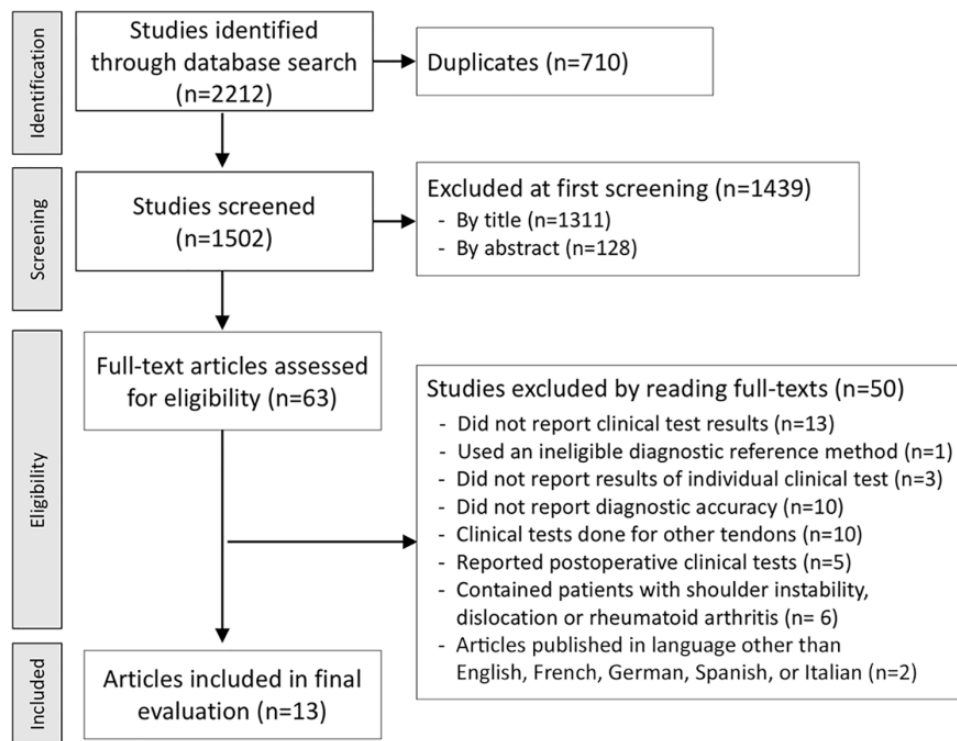 Identification
Studies identified
through database search
(n=2212)
Duplicates (n=710)
Screening
Studies screened
(n=1502)
Excluded at first screening (n=1439)
- By title (n=1311)
- By abstract (n=128)
Eligibility
Full-text articles assessed
for eligibility (n=63)
Studies excluded by reading full-texts (n=50)
- Did not report clinical test results (n=13)
- Used an ineligible diagnostic reference method (n=1)
- Did not report results of individual clinical test (n=3)
- Did not report diagnostic accuracy (n=10)
- Clinical tests done for other tendons (n=10)
- Reported postoperative clinical tests (n=5)
- Contained patients with shoulder instability,
dislocation or rheumatoid arthritis (n= 6)
- Articles published in language other than
English, French, German, Spanish, or Italian (n=2)
Included
Articles included in final
evaluation (n=13)